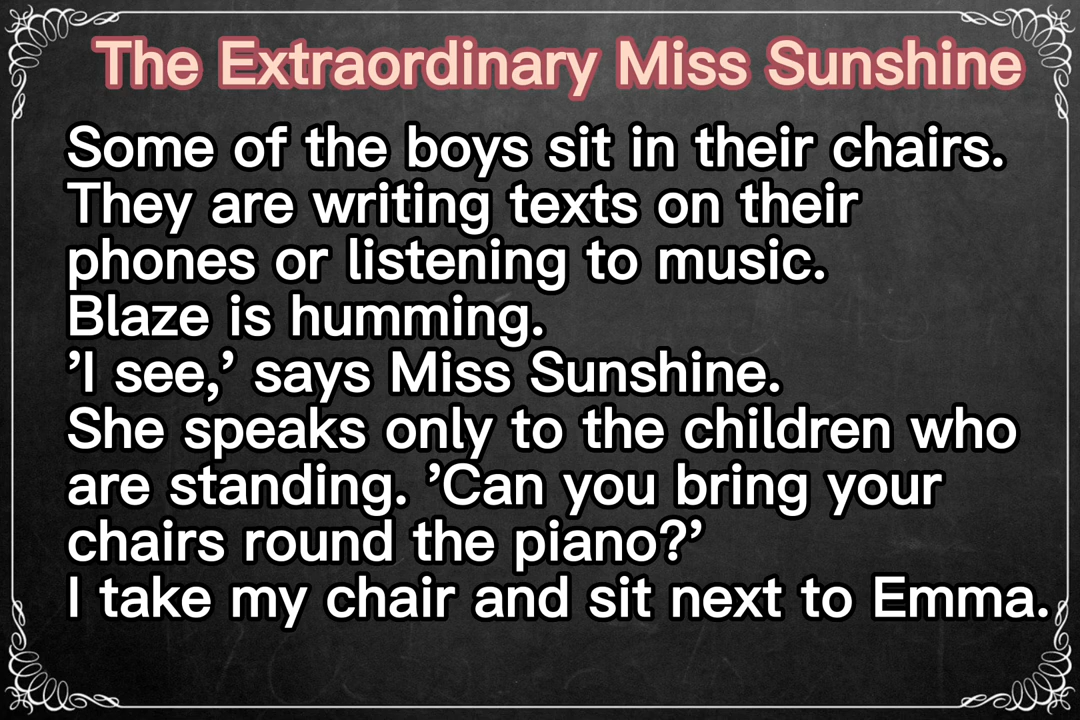 The Extraordinary Miss Sunshine
Some of the boys sit in their chairs.
They are writing texts on their
phones or listening to music.
Blaze is humming.
’I see,’ says Miss Sunshine.
She speaks only to the children who
are standing. ’Can you bring your
chairs round the piano?’
I take my chair and sit next to Emma.